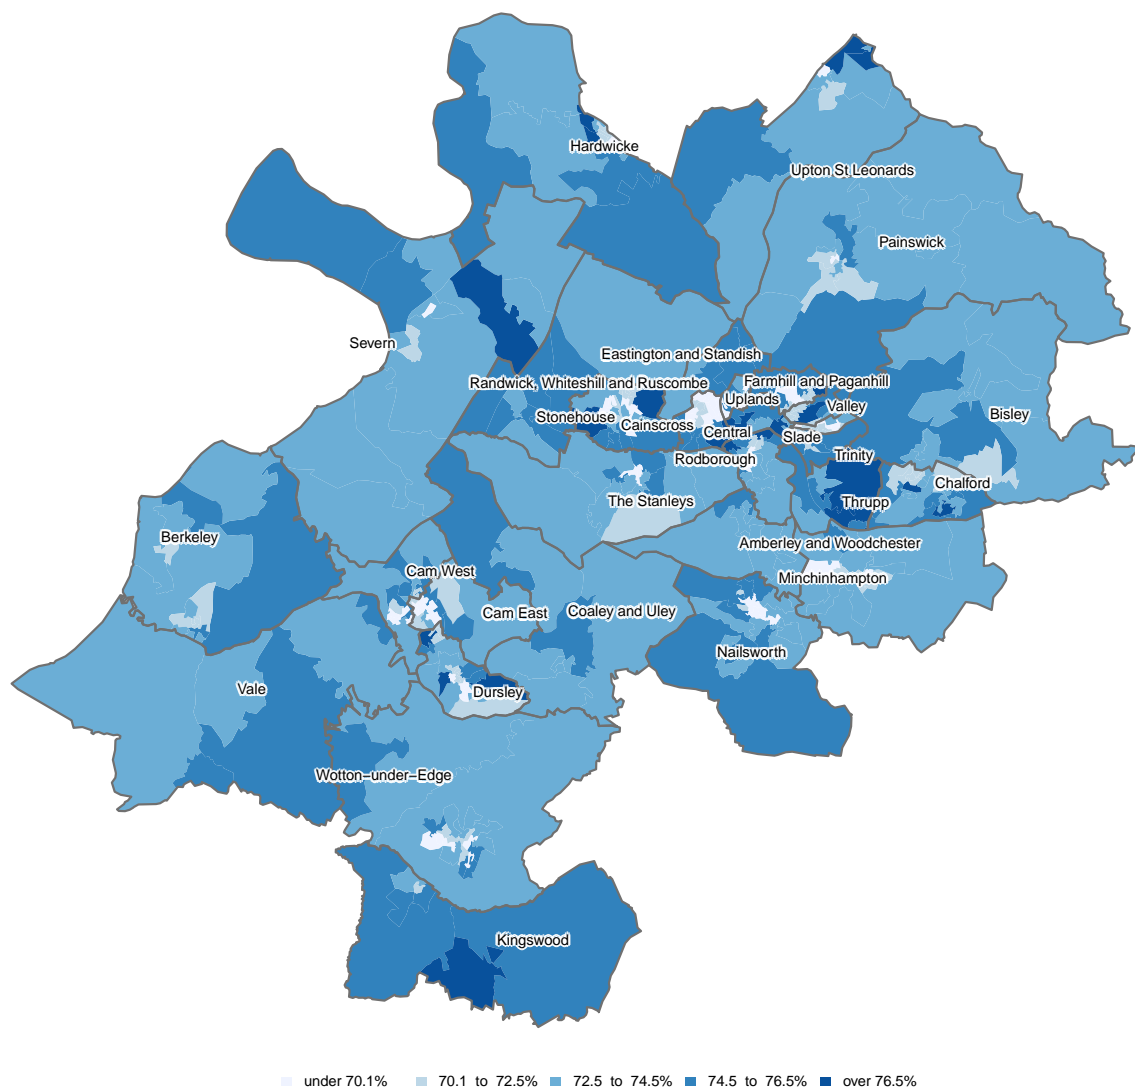 Hardwicke
Upton St Leonards
Painswick
Severn
Eastington and Standish
Randwick, Whiteshill and Ruscombe
Farmhill and Paganhill
Uplands
Valley
Stonehouse
Cainscross
Central
Bisley
Slade
Rodborough
Trinity
The Stanleys
Thrupp
Chalford
Berkeley
Amberley and Woodchester
Cam West
Minchinhampton
Cam East
Coaley and Uley
Nailsworth
Vale
Dursley
Wotton−under−Edge
Kingswood
under 70.1%
70.1 to 72.5%
72.5 to 74.5%
74.5 to 76.5%
over 76.5%